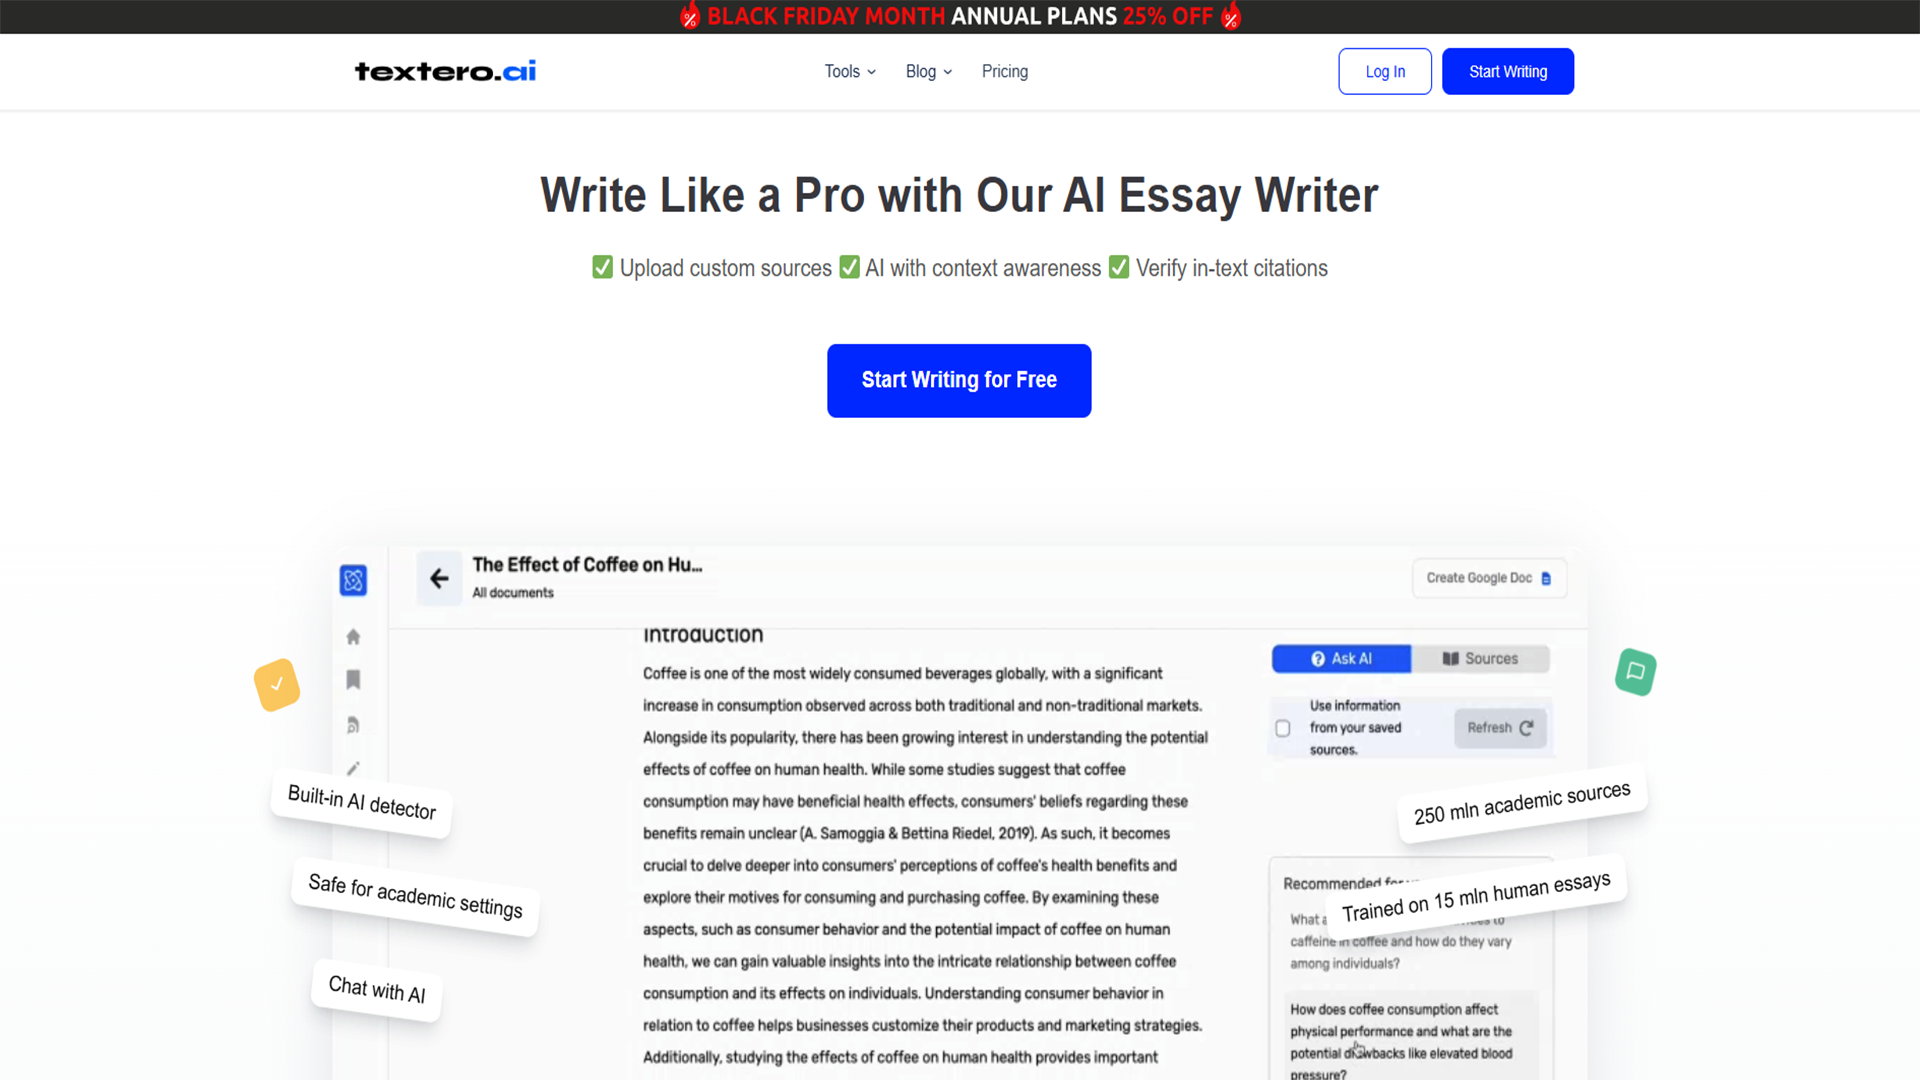 BLACK FRIDAY MONTH ANNUAL PLANS 25% OFF
textero.ai
Tools
Blog
Pricing
Log In
Start Writing
Write Like a Pro with Our AI Essay Writer
Upload custom sources
AI with context awareness
Verify in-text citations
Start Writing for Free
The Effect of Coffee on Hu...
All documents
Create Google Doc
Introduction
Coffee is one of the most widely consumed beverages globally, with a significant
increase in consumption observed across both traditional and non-traditional markets.
Alongside its popularity, there has been growing interest in understanding the potential
effects of coffee on human health. While some studies suggest that coffee
consumption may have beneficial health effects, consumers' beliefs regarding these
benefits remain unclear (A. Samoggia & Bettina Riedel, 2019). As such, it becomes
crucial to delve deeper into consumers' perceptions of coffee's health benefits and
explore their motives for consuming and purchasing coffee. By examining these
aspects, such as consumer behavior and the potential impact of coffee on human
health, we can gain valuable insights into the intricate relationship between coffee
consumption and its effects on individuals. Understanding consumer behavior in
relation to coffee helps businesses customize their products and marketing strategies.
Additionally, studying the effects of coffee on human health provides important
Ask AI
Sources
Use information
from your saved
sources.
Refresh
Recommended
What
to
caffeine in coffee and how do they vary
among individuals?
How does coffee consumption affect
physical performance and what are the
potential drawbacks like elevated blood
pressure?
Built-in AI detector
Safe for academic settings
Chat with AI
250 mln academic sources
Trained on 15 mln human essays